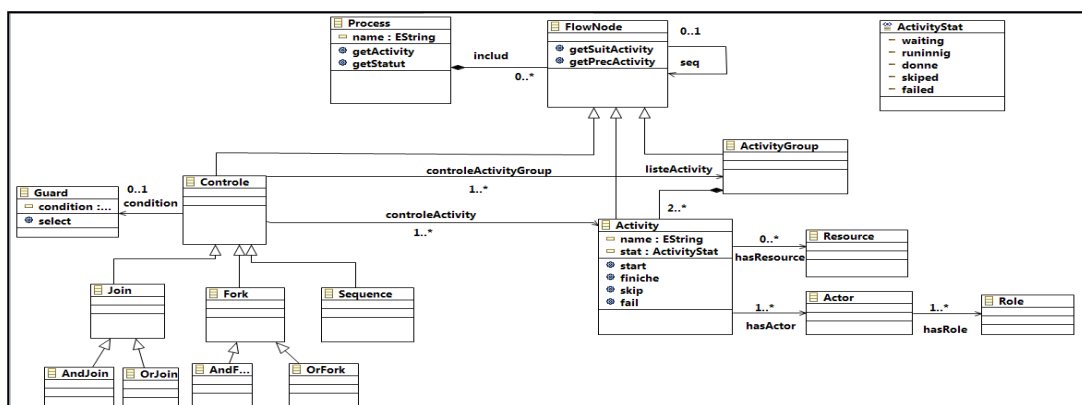 Process
name : EString
getActivity
getStatut
includ
0..*
FlowNode
getSuitActivity
getPrecActivity
0..1
seq
ActivityStat
waiting
runinnig
donne
skiped
failed
ActivityGroup
controleActivityGroup
1..*
listeActivity
Guard
condition :...
select
0..1
condition
Controle
controleActivity
1..*
2..*
Activity
name : EString
stat : ActivityStat
start
finiche
skip
fail
0..*
hasResource
Resource
1..*
hasActor
Actor
1..*
hasRole
Role
Join
Fork
Sequence
AndJoin
OrJoin
AndF...
OrFork